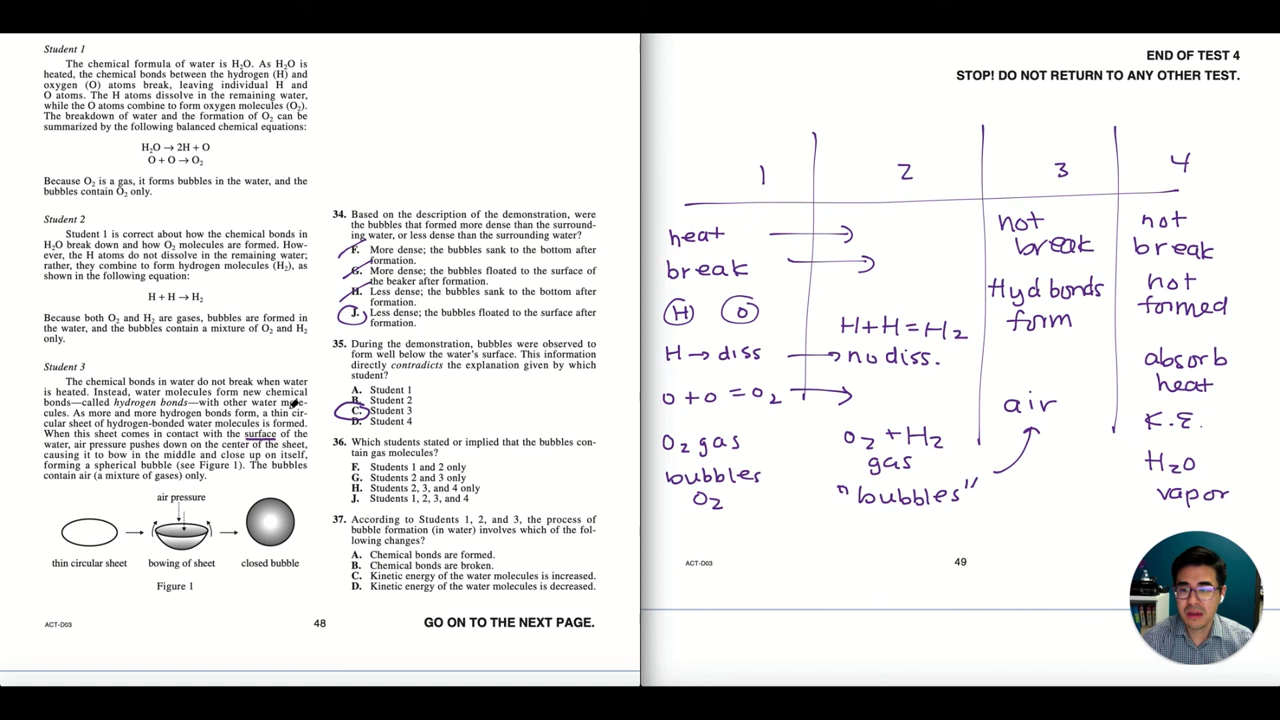 Student 1
The chemical formula of water is H₂O. As H₂O is
heated, the chemical bonds between the hydrogen (H) and
oxygen (O) atoms break, leaving individual H and
O atoms. The H atoms dissolve in the remaining water,
while the O atoms combine to form oxygen molecules (O₂).
The breakdown of water and the formation of O₂ can be
summarized by the following balanced chemical equations:
H₂O → 2H + O
O + O → O₂
Because O₂ is a gas, it forms bubbles in the water, and the
bubbles contain O₂ only.
Student 2
Student 1 is correct about how the chemical bonds in
H₂O break down and how O₂ molecules are formed. How-
ever, the H atoms do not dissolve in the remaining water;
rather, they combine to form hydrogen molecules (H₂), as
shown in the following equation:
H + H → H₂
Because both O₂ and H₂ are gases, bubbles are formed in
the water, and the bubbles contain a mixture of O₂ and H₂
only.
Student 3
The chemical bonds in water do not break when water
is heated. Instead, water molecules form new chemical
bonds—called hydrogen bonds—with other water mole-
cules. As more and more hydrogen bonds form, a thin cir-
cular sheet of hydrogen-bonded water molecules is formed.
When this sheet comes in contact with the surface of the
water, air pressure pushes down on the center of the sheet,
causing it to bow in the middle and close up on itself,
forming a spherical bubble (see Figure 1). The bubbles
contain air (a mixture of gases) only.
air pressure
thin circular sheet bowing of sheet closed bubble
Figure 1
34. Based on the description of the demonstration, were
the bubbles that formed more dense than the surround-
ing water, or less dense than the surrounding water?
F. More dense; the bubbles sank to the bottom after
formation.
G. More dense; the bubbles floated to the surface of
the beaker after formation.
H. Less dense; the bubbles sank to the bottom after
formation.
J. Less dense; the bubbles floated to the surface after
formation.
35. During the demonstration, bubbles were observed to
form well below the water's surface. This information
directly contradicts the explanation given by which
student?
A. Student 1
B. Student 2
C. Student 3
D. Student 4
36. Which students stated or implied that the bubbles con-
tain gas molecules?
F. Students 1 and 2 only
G. Students 2 and 3 only
H. Students 2, 3, and 4 only
J. Students 1, 2, 3, and 4
37. According to Students 1, 2, and 3, the process of
bubble formation (in water) involves which of the fol-
lowing changes?
A. Chemical bonds are formed.
B. Chemical bonds are broken.
C. Kinetic energy of the water molecules is increased.
D. Kinetic energy of the water molecules is decreased.
ACT-D03
48
GO ON TO THE NEXT PAGE.
END OF TEST 4
STOP! DO NOT RETURN TO ANY OTHER TEST.
1 2 3 4
heat →
break →
H O
H → diss →
O + O = O₂ →
O₂ gas
bubbles
O₂
H + H = H₂
no diss.
O₂ + H₂
gas
"bubbles"
not
break
Hyd bonds
form
air
not
break
not
formed
absorb
heat
K.E.
H₂O
vapor
ACT-D03
49